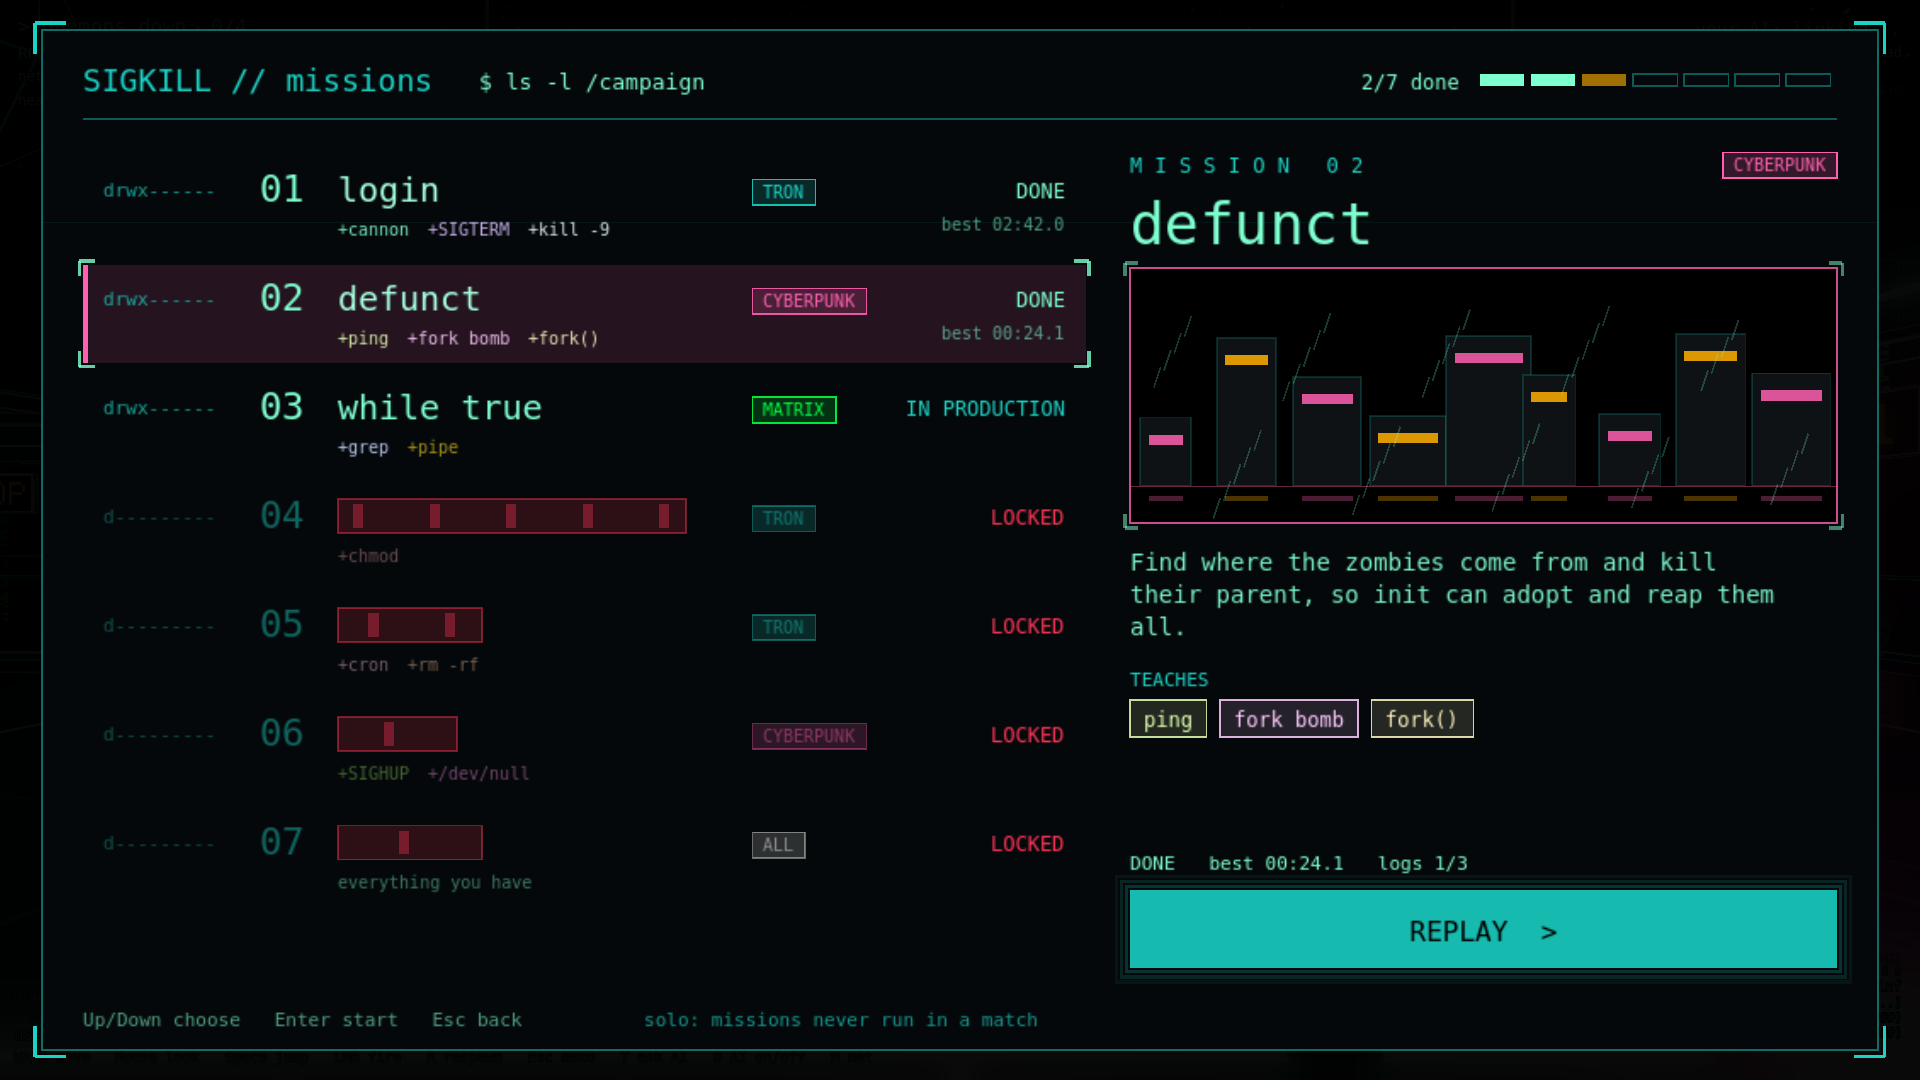 SIGKILL // missions $ ls -l /campaign 2/7 done
drwx------ 01 login TRON DONE
+cannon +SIGTERM +kill -9 best 02:42.0
drwx------ 02 defunct CYBERPUNK DONE
+ping +fork bomb +fork() best 00:24.1
drwx------ 03 while true MATRIX IN PRODUCTION
+grep +pipe
d--------- 04 TRON LOCKED
+chmod
d--------- 05 TRON LOCKED
+cron +rm -rf
d--------- 06 CYBERPUNK LOCKED
+SIGHUP +/dev/null
d--------- 07 ALL LOCKED
everything you have
MISSION 02 CYBERPUNK
defunct
Find where the zombies come from and kill
their parent, so init can adopt and reap them
all.
TEACHES
ping fork bomb fork()
DONE best 00:24.1 logs 1/3
REPLAY >
Up/Down choose Enter start Esc back solo: missions never run in a match